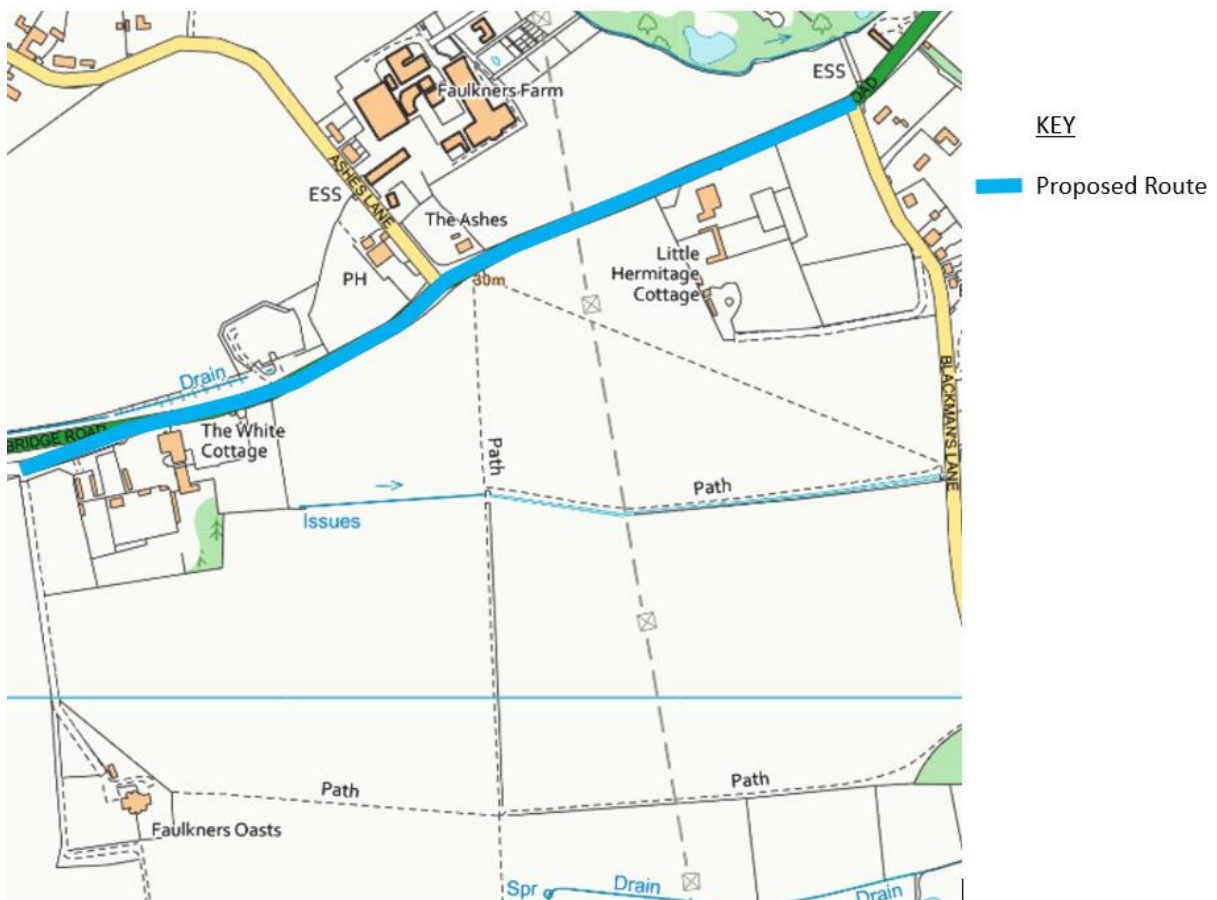 ESS
OAD
KEY
Proposed Route
Faulkners Farm
ASHES LANE
ESS
The Ashes
PH
30m
Little
Hermitage
Cottage
Drain
BRIDGE ROAD
The White
Cottage
BLACKMAN'S LANE
Path
Path
Issues
Path
Path
Faulkners Oasts
Spr
Drain
Drain